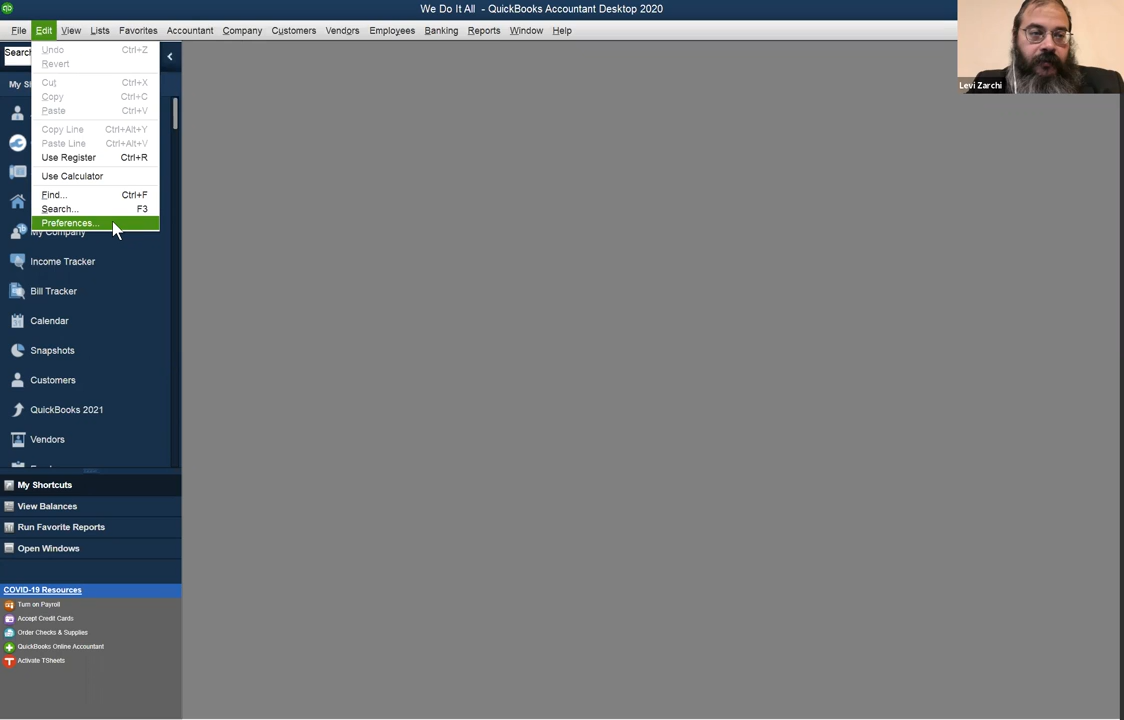 We Do It All - QuickBooks Accountant Desktop 2020
File Edit View Lists Favorites Accountant Company Customers Vendors Employees Banking Reports Window Help
Search
Undo Ctrl+Z
Revert
Cut Ctrl+X
Copy Ctrl+C
Paste Ctrl+V
Copy Line Ctrl+Alt+Y
Paste Line Ctrl+Alt+V
Use Register Ctrl+R
Use Calculator
Find... Ctrl+F
Search... F3
Preferences...
My Company
Income Tracker
Bill Tracker
Calendar
Snapshots
Customers
QuickBooks 2021
Vendors
My Shortcuts
View Balances
Run Favorite Reports
Open Windows
COVID-19 Resources
Turn on Payroll
Accept Credit Cards
Order Checks & Supplies
QuickBooks Online Accountant
Activate TSheets
Levi Zarchi